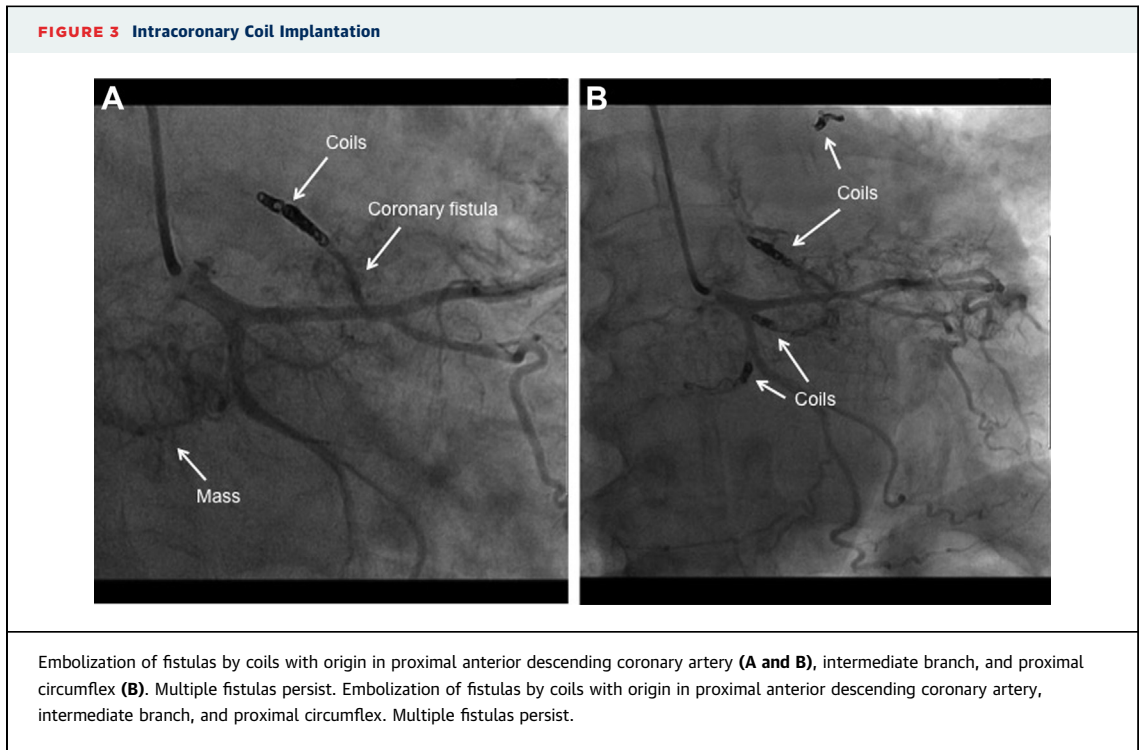 FIGURE 3 Intracoronary Coil Implantation
A
Coils
Coronary fistula
Mass
B
Coils
Coils
Embolization of fistulas by coils with origin in proximal anterior descending coronary artery (A and B), intermediate branch, and proximal
circumflex (B). Multiple fistulas persist. Embolization of fistulas by coils with origin in proximal anterior descending coronary artery,
intermediate branch, and proximal circumflex. Multiple fistulas persist.